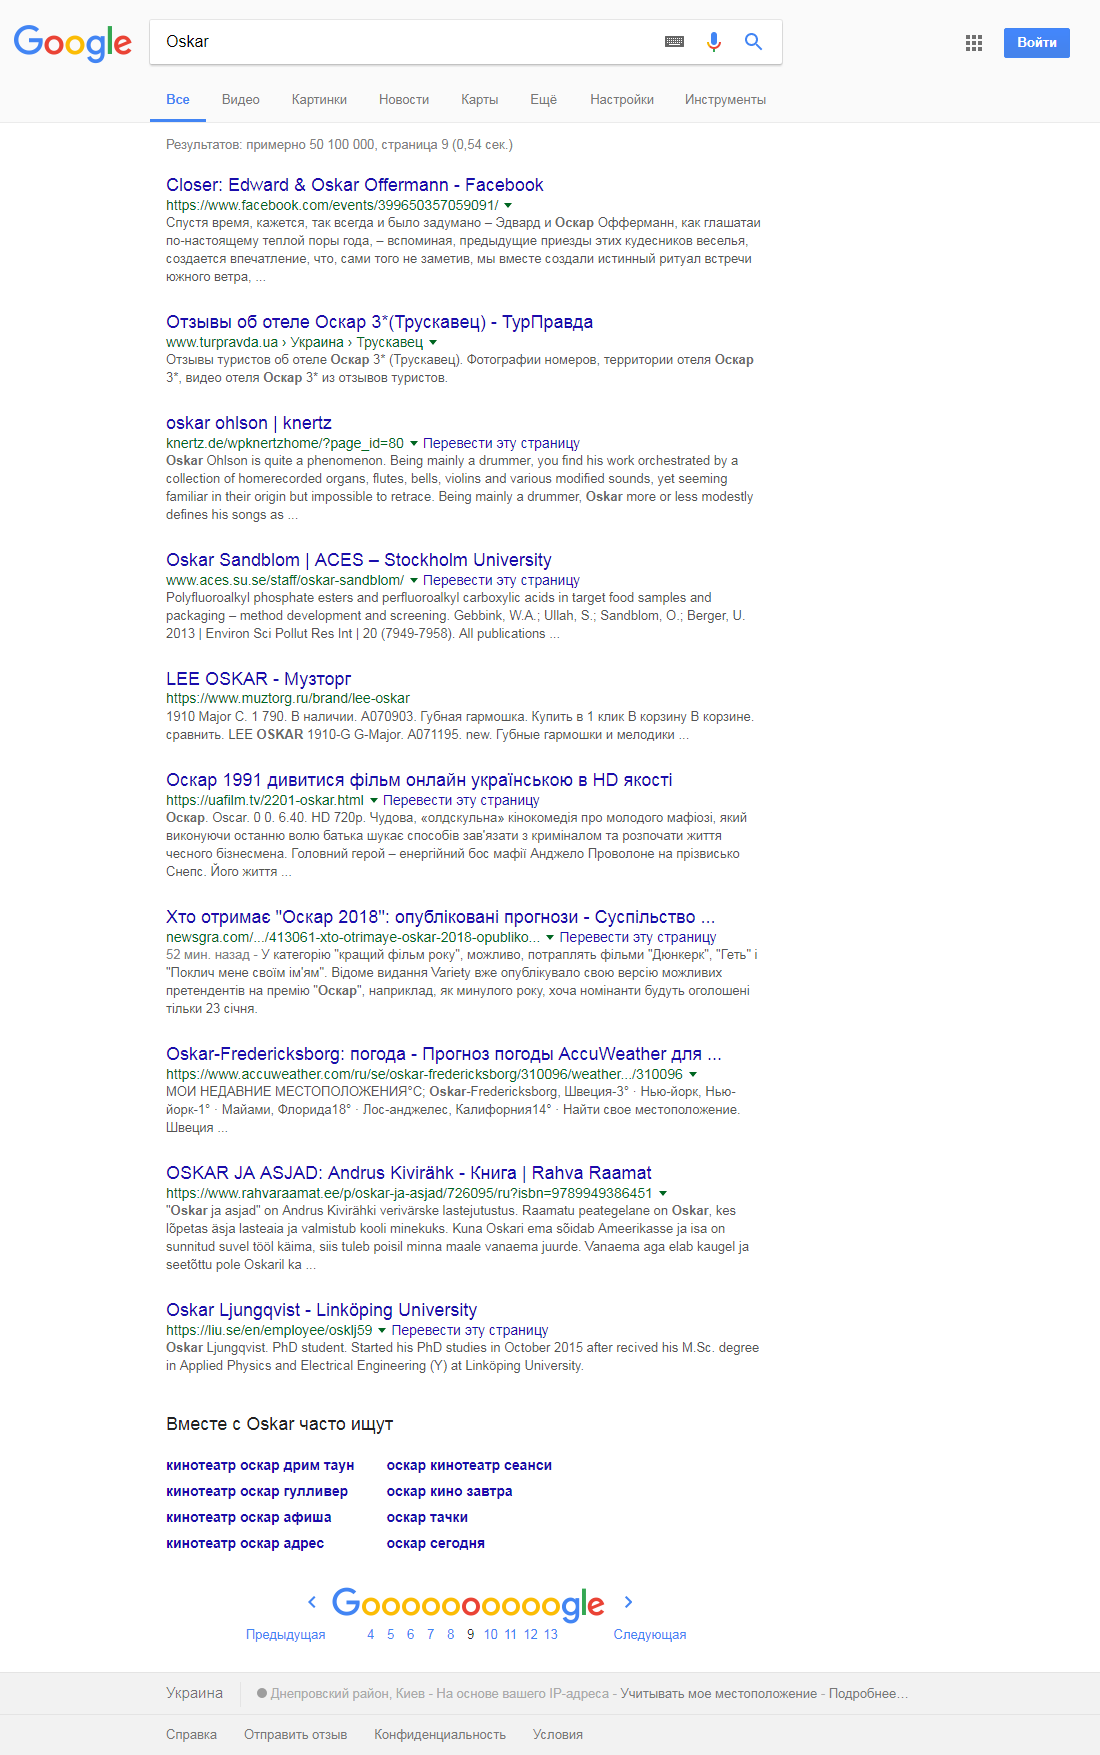 Google
Oskar
Войти
Все Видео Картинки Новости Карты Ещё Настройки Инструменты
Результатов: примерно 50 100 000, страница 9 (0,54 сек.)
Closer: Edward & Oskar Offermann - Facebook
https://www.facebook.com/events/399650357059091/
Спустя время, кажется, так всегда и было задумано – Эдвард и Оскар Офферманн, как глашатаи
по-настоящему теплой поры года, – вспоминая, предыдущие приезды этих кудесников веселья,
создается впечатление, что, сами того не заметив, мы вместе создали истинный ритуал встречи
южного ветра, ...
Отзывы об отеле Оскар 3*(Трускавец) - ТурПравда
www.turpravda.ua › Украина › Трускавец
Отзывы туристов об отеле Оскар 3* (Трускавец). Фотографии номеров, территории отеля Оскар
3*, видео отеля Оскар 3* из отзывов туристов.
oskar ohlson | knertz
knertz.de/wpknertzhome/?page_id=80 Перевести эту страницу
Oskar Ohlson is quite a phenomenon. Being mainly a drummer, you find his work orchestrated by a
collection of homerecorded organs, flutes, bells, violins and various modified sounds, yet seeming
familiar in their origin but impossible to retrace. Being mainly a drummer, Oskar more or less modestly
defines his songs as ...
Oskar Sandblom | ACES – Stockholm University
www.aces.su.se/staff/oskar-sandblom/ Перевести эту страницу
Polyfluoroalkyl phosphate esters and perfluoroalkyl carboxylic acids in target food samples and
packaging – method development and screening. Gebbink, W.A.; Ullah, S.; Sandblom, O.; Berger, U.
2013 | Environ Sci Pollut Res Int | 20 (7949-7958). All publications ...
LEE OSKAR - Музторг
https://www.muztorg.ru/brand/lee-oskar
1910 Major C. 1 790. В наличии. A070903. Губная гармошка. Купить в 1 клик В корзину В корзине.
сравнить. LEE OSKAR 1910-G G-Major. A071195. new. Губные гармошки и мелодики ...
Оскар 1991 дивитися фільм онлайн українською в HD якості
https://uafilm.tv/2201-oskar.html Перевести эту страницу
Оскар. Oscar. 0 0. 6.40. HD 720p. Чудова, «олдскульна» кінокомедія про молодого мафіозі, який
виконуючи останню волю батька шукає способів зав'язати з криміналом та розпочати життя
чесного бізнесмена. Головний герой – енергійний бос мафії Анджело Проволоне на прізвисько
Снепс. Його життя ...
Хто отримає "Оскар 2018": опубліковані прогнози - Суспільство ...
newsgra.com/.../413061-xto-otrimaye-oskar-2018-opubliko... Перевести эту страницу
52 мин. назад - У категорію "кращий фільм року", можливо, потраплять фільми "Дюнкерк", "Геть" і
"Поклич мене своїм ім'ям". Відоме видання Variety вже опублікувало свою версію можливих
претендентів на премію "Оскар", наприклад, як минулого року, хоча номінанти будуть оголошені
тільки 23 січня.
Oskar-Fredericksborg: погода - Прогноз погоды AccuWeather для ...
https://www.accuweather.com/ru/se/oskar-fredericksborg/310096/weather.../310096
МОИ НЕДАВНИЕ МЕСТОПОЛОЖЕНИЯ°C; Oskar-Fredericksborg, Швеция-3° · Нью-йорк, Нью-
йорк-1° · Майами, Флорида18° · Лос-анджелес, Калифорния14° · Найти свое местоположение.
Швеция ...
OSKAR JA ASJAD: Andrus Kivirähk - Книга | Rahva Raamat
https://www.rahvaraamat.ee/p/oskar-ja-asjad/726095/ru?isbn=9789949386451
"Oskar ja asjad" on Andrus Kivirähki verivärske lastejutustus. Raamatu peategelane on Oskar, kes
lõpetas äsja lasteaia ja valmistub kooli minekuks. Kuna Oskari ema sõidab Ameerikasse ja isa on
sunnitud suvel tööl käima, siis tuleb poisil minna maale vanaema juurde. Vanaema aga elab kaugel ja
seetõttu pole Oskaril ka ...
Oskar Ljungqvist - Linköping University
https://liu.se/en/employee/osklj59 Перевести эту страницу
Oskar Ljungqvist. PhD student. Started his PhD studies in October 2015 after recived his M.Sc. degree
in Applied Physics and Electrical Engineering (Y) at Linköping University.
Вместе с Oskar часто ищут
кинотеатр оскар дрим таун оскар кинотеатр сеанси
кинотеатр оскар гулливер оскар кино завтра
кинотеатр оскар афиша оскар тачки
кинотеатр оскар адрес оскар сегодня
Goooooooooogle
Предыдущая 4 5 6 7 8 9 10 11 12 13 Следующая
Украина Днепровский район, Киев - На основе вашего IP-адреса - Учитывать мое местоположение - Подробнее…
Справка Отправить отзыв Конфиденциальность Условия